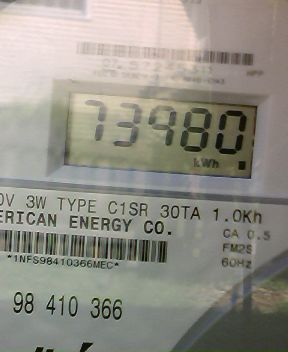 73980
kWh
0V 3W TYPE C1SR 30TA 1.0Kh
ERICAN ENERGY CO.
CA 0.5
FM2S
60Hz
*1NFS98410366MEC*
98 410 366